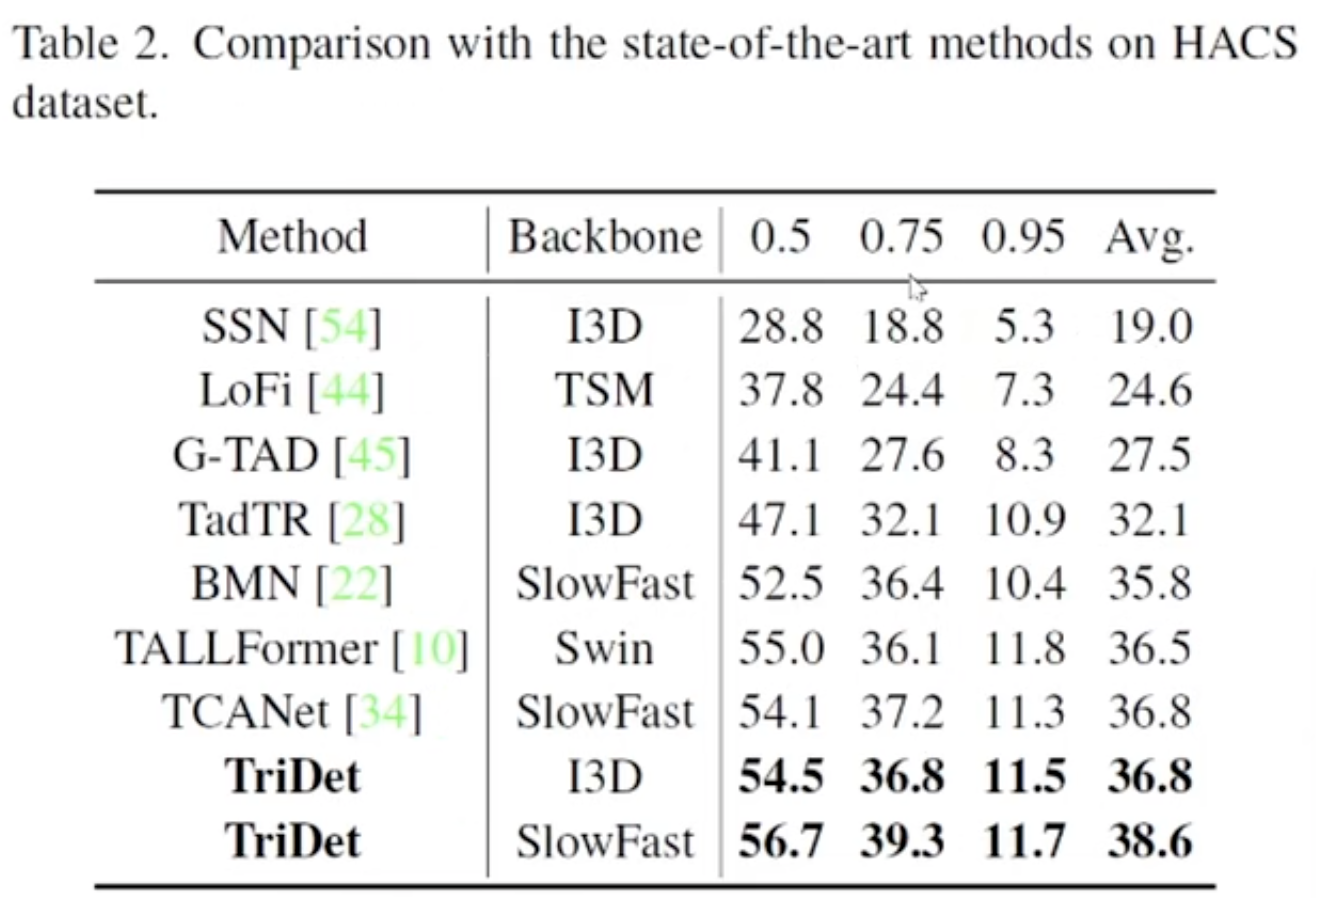 Table 2. Comparison with the state-of-the-art methods on HACS
dataset.
Method Backbone 0.5 0.75 0.95 Avg.
SSN [54] I3D 28.8 18.8 5.3 19.0
LoFi [44] TSM 37.8 24.4 7.3 24.6
G-TAD [45] I3D 41.1 27.6 8.3 27.5
TadTR [28] I3D 47.1 32.1 10.9 32.1
BMN [22] SlowFast 52.5 36.4 10.4 35.8
TALLFormer [10] Swin 55.0 36.1 11.8 36.5
TCANet [34] SlowFast 54.1 37.2 11.3 36.8
TriDet I3D 54.5 36.8 11.5 36.8
TriDet SlowFast 56.7 39.3 11.7 38.6